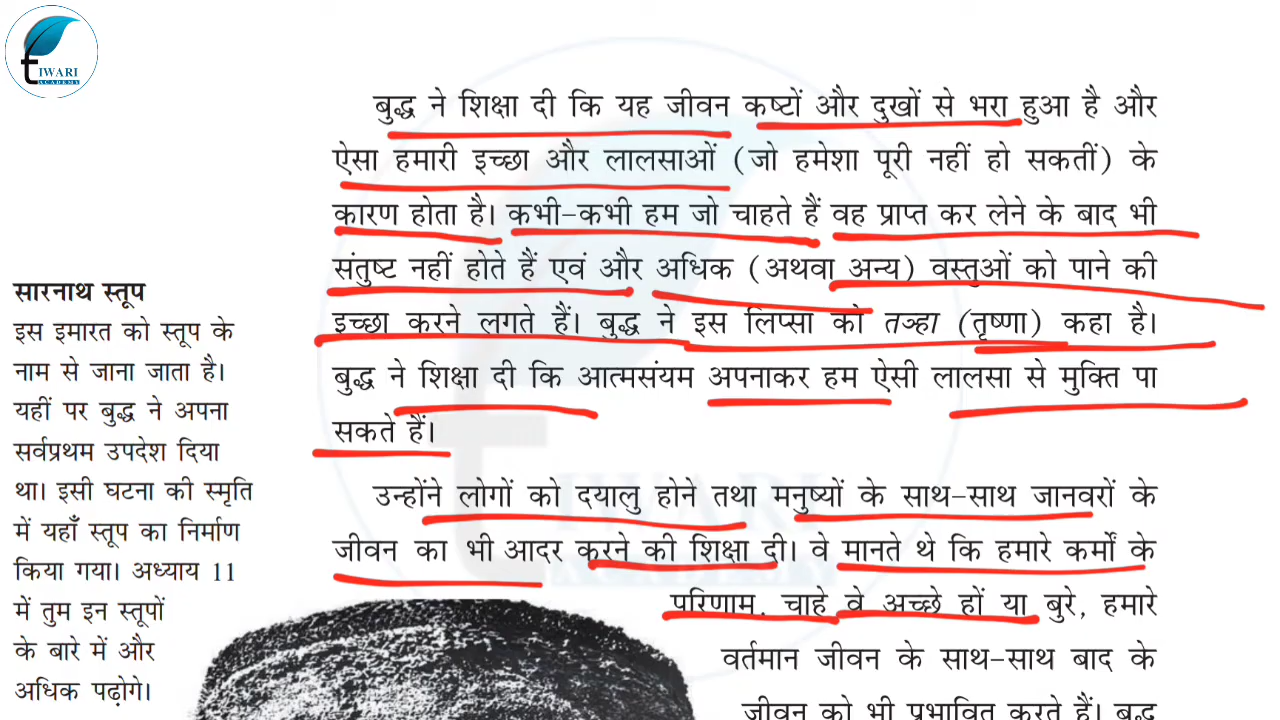 tIWARI
ACADEMY
बुद्ध ने शिक्षा दी कि यह जीवन कष्टों और दुखों से भरा हुआ है और
ऐसा हमारी इच्छा और लालसाओं (जो हमेशा पूरी नहीं हो सकतीं) के
कारण होता है। कभी-कभी हम जो चाहते हैं वह प्राप्त कर लेने के बाद भी
संतुष्ट नहीं होते हैं एवं और अधिक (अथवा अन्य) वस्तुओं को पाने की
इच्छा करने लगते हैं। बुद्ध ने इस लिप्सा को तञ्हा (तृष्णा) कहा है।
बुद्ध ने शिक्षा दी कि आत्मसंयम अपनाकर हम ऐसी लालसा से मुक्ति पा
सकते हैं।
उन्होंने लोगों को दयालु होने तथा मनुष्यों के साथ-साथ जानवरों के
जीवन का भी आदर करने की शिक्षा दी। वे मानते थे कि हमारे कर्मों के
परिणाम, चाहे वे अच्छे हों या बुरे, हमारे
वर्तमान जीवन के साथ-साथ बाद के
जीवन को भी प्रभावित करते हैं। बुद्ध
सारनाथ स्तूप
इस इमारत को स्तूप के
नाम से जाना जाता है।
यहीं पर बुद्ध ने अपना
सर्वप्रथम उपदेश दिया
था। इसी घटना की स्मृति
में यहाँ स्तूप का निर्माण
किया गया। अध्याय 11
में तुम इन स्तूपों
के बारे में और
अधिक पढ़ोगे।